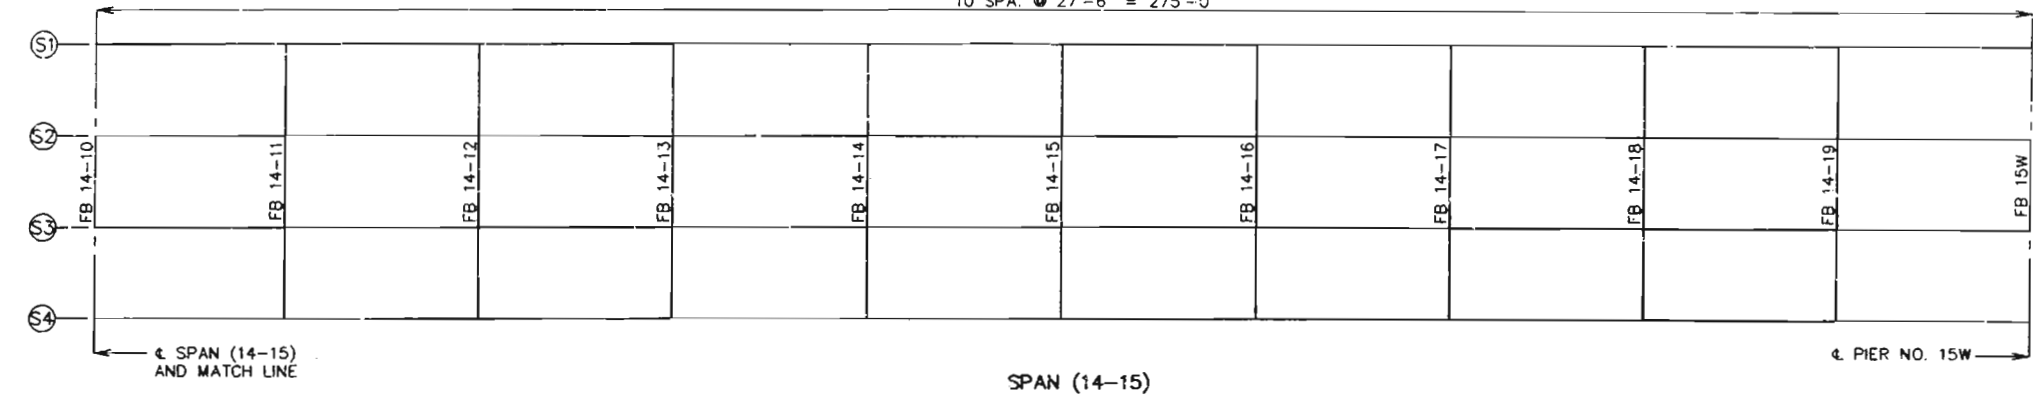 10 SPA. @ 27'-6" = 275'-0"
S1
S2
S3
S4
FB 14-10
FB 14-11
FB 14-12
FB 14-13
FB 14-14
FB 14-15
FB 14-16
FB 14-17
FB 14-18
FB 14-19
FB 15W
℄ SPAN (14-15)
AND MATCH LINE
℄ PIER NO. 15W
SPAN (14-15)